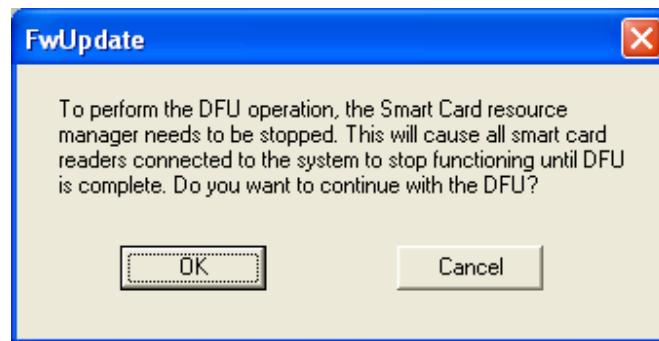 FwUpdate
To perform the DFU operation, the Smart Card resource
manager needs to be stopped. This will cause all smart card
readers connected to the system to stop functioning until DFU
is complete. Do you want to continue with the DFU?
OK
Cancel